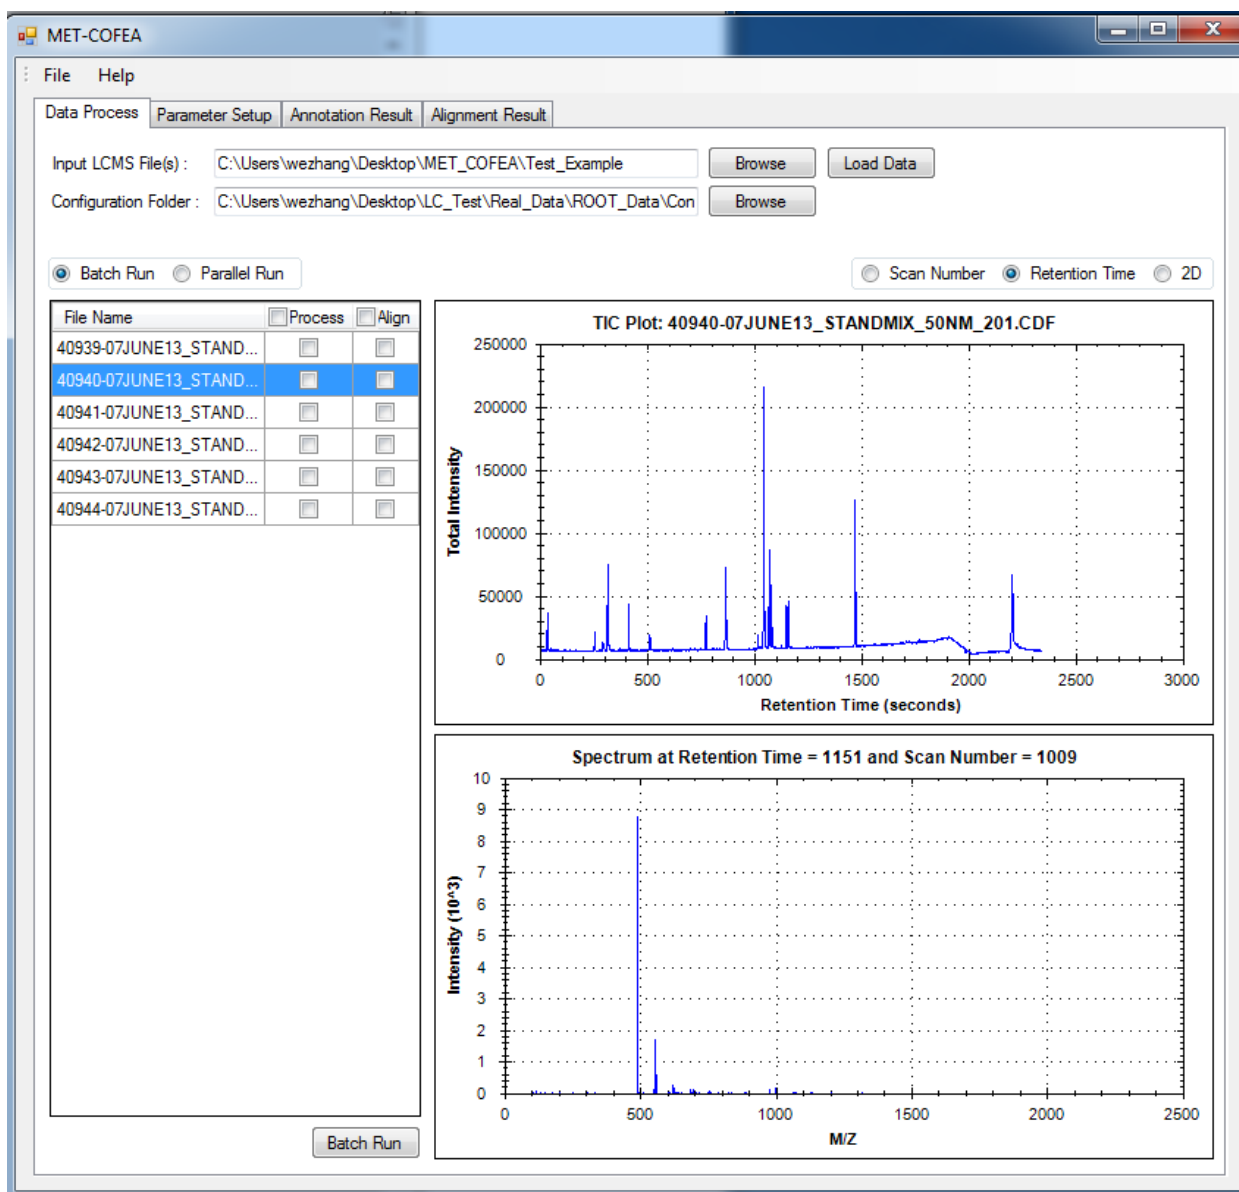 MET-COFEA
File Help
Data Process Parameter Setup Annotation Result Alignment Result
Input LCMS File(s) : C:\Users\wezhang\Desktop\MET_COFEA\Test_Example Browse Load Data
Configuration Folder : C:\Users\wezhang\Desktop\LC_Test\Real_Data\ROOT_Data\Con Browse
Batch Run Parallel Run Scan Number Retention Time 2D
File Name Process Align
40939-07JUNE13_STAND...
40940-07JUNE13_STAND...
40941-07JUNE13_STAND...
40942-07JUNE13_STAND...
40943-07JUNE13_STAND...
40944-07JUNE13_STAND...
Batch Run
TIC Plot: 40940-07JUNE13_STANDMIX_50NM_201.CDF
Total Intensity
250000
200000
150000
100000
50000
0
0 500 1000 1500 2000 2500 3000
Retention Time (seconds)
Spectrum at Retention Time = 1151 and Scan Number = 1009
Intensity (10^3)
10
9
8
7
6
5
4
3
2
1
0
0 500 1000 1500 2000 2500
M/Z